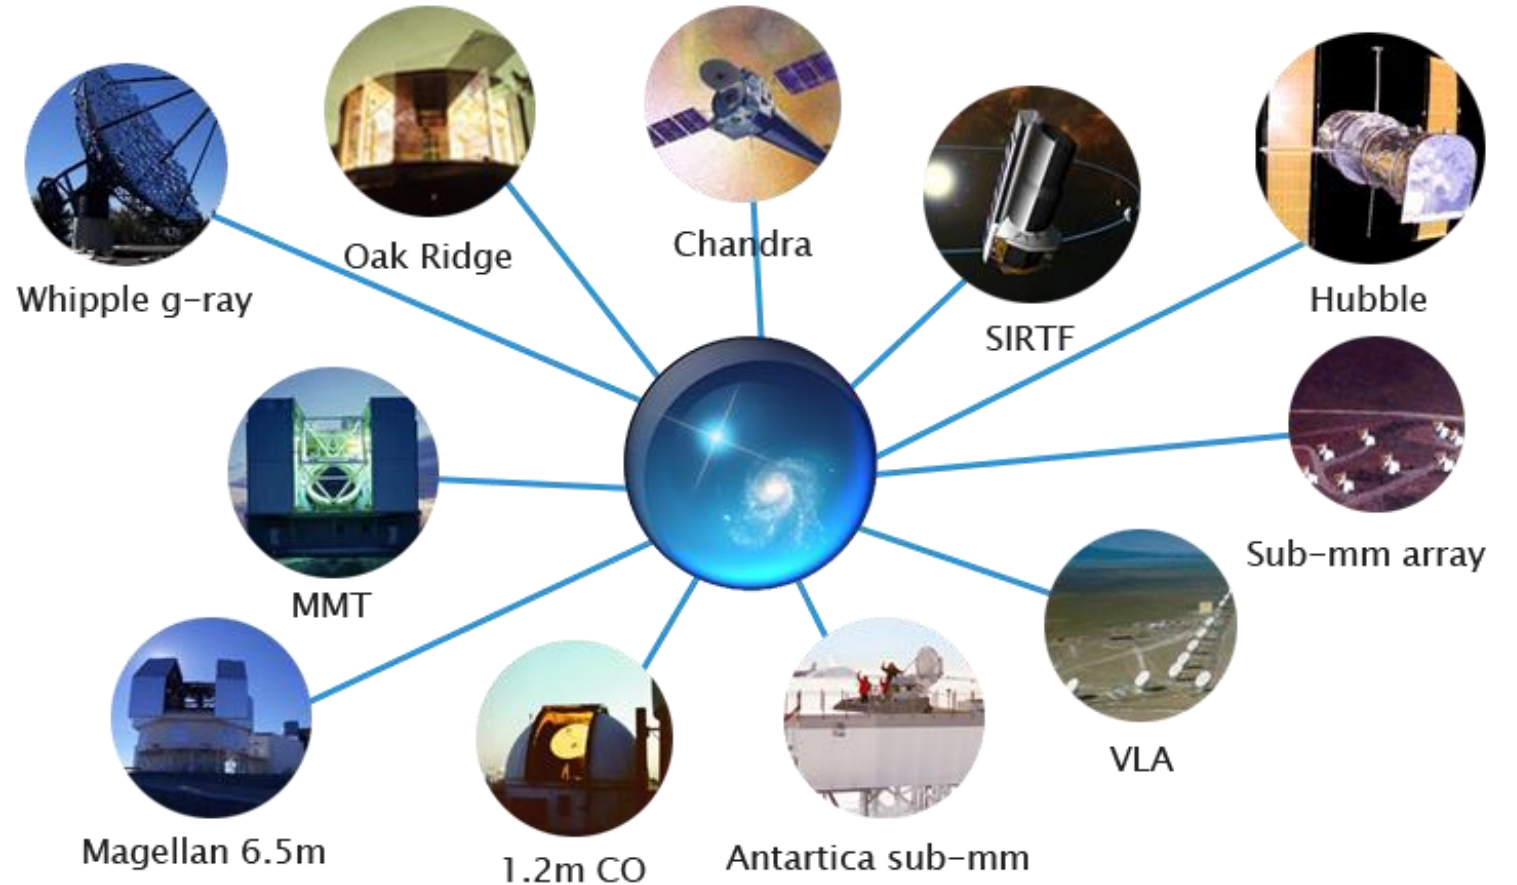 Oak Ridge
Chandra
Whipple g-ray
Hubble
SIRTF
Sub-mm array
MMT
VLA
Magellan 6.5m
1.2m CO
Antartica sub-mm